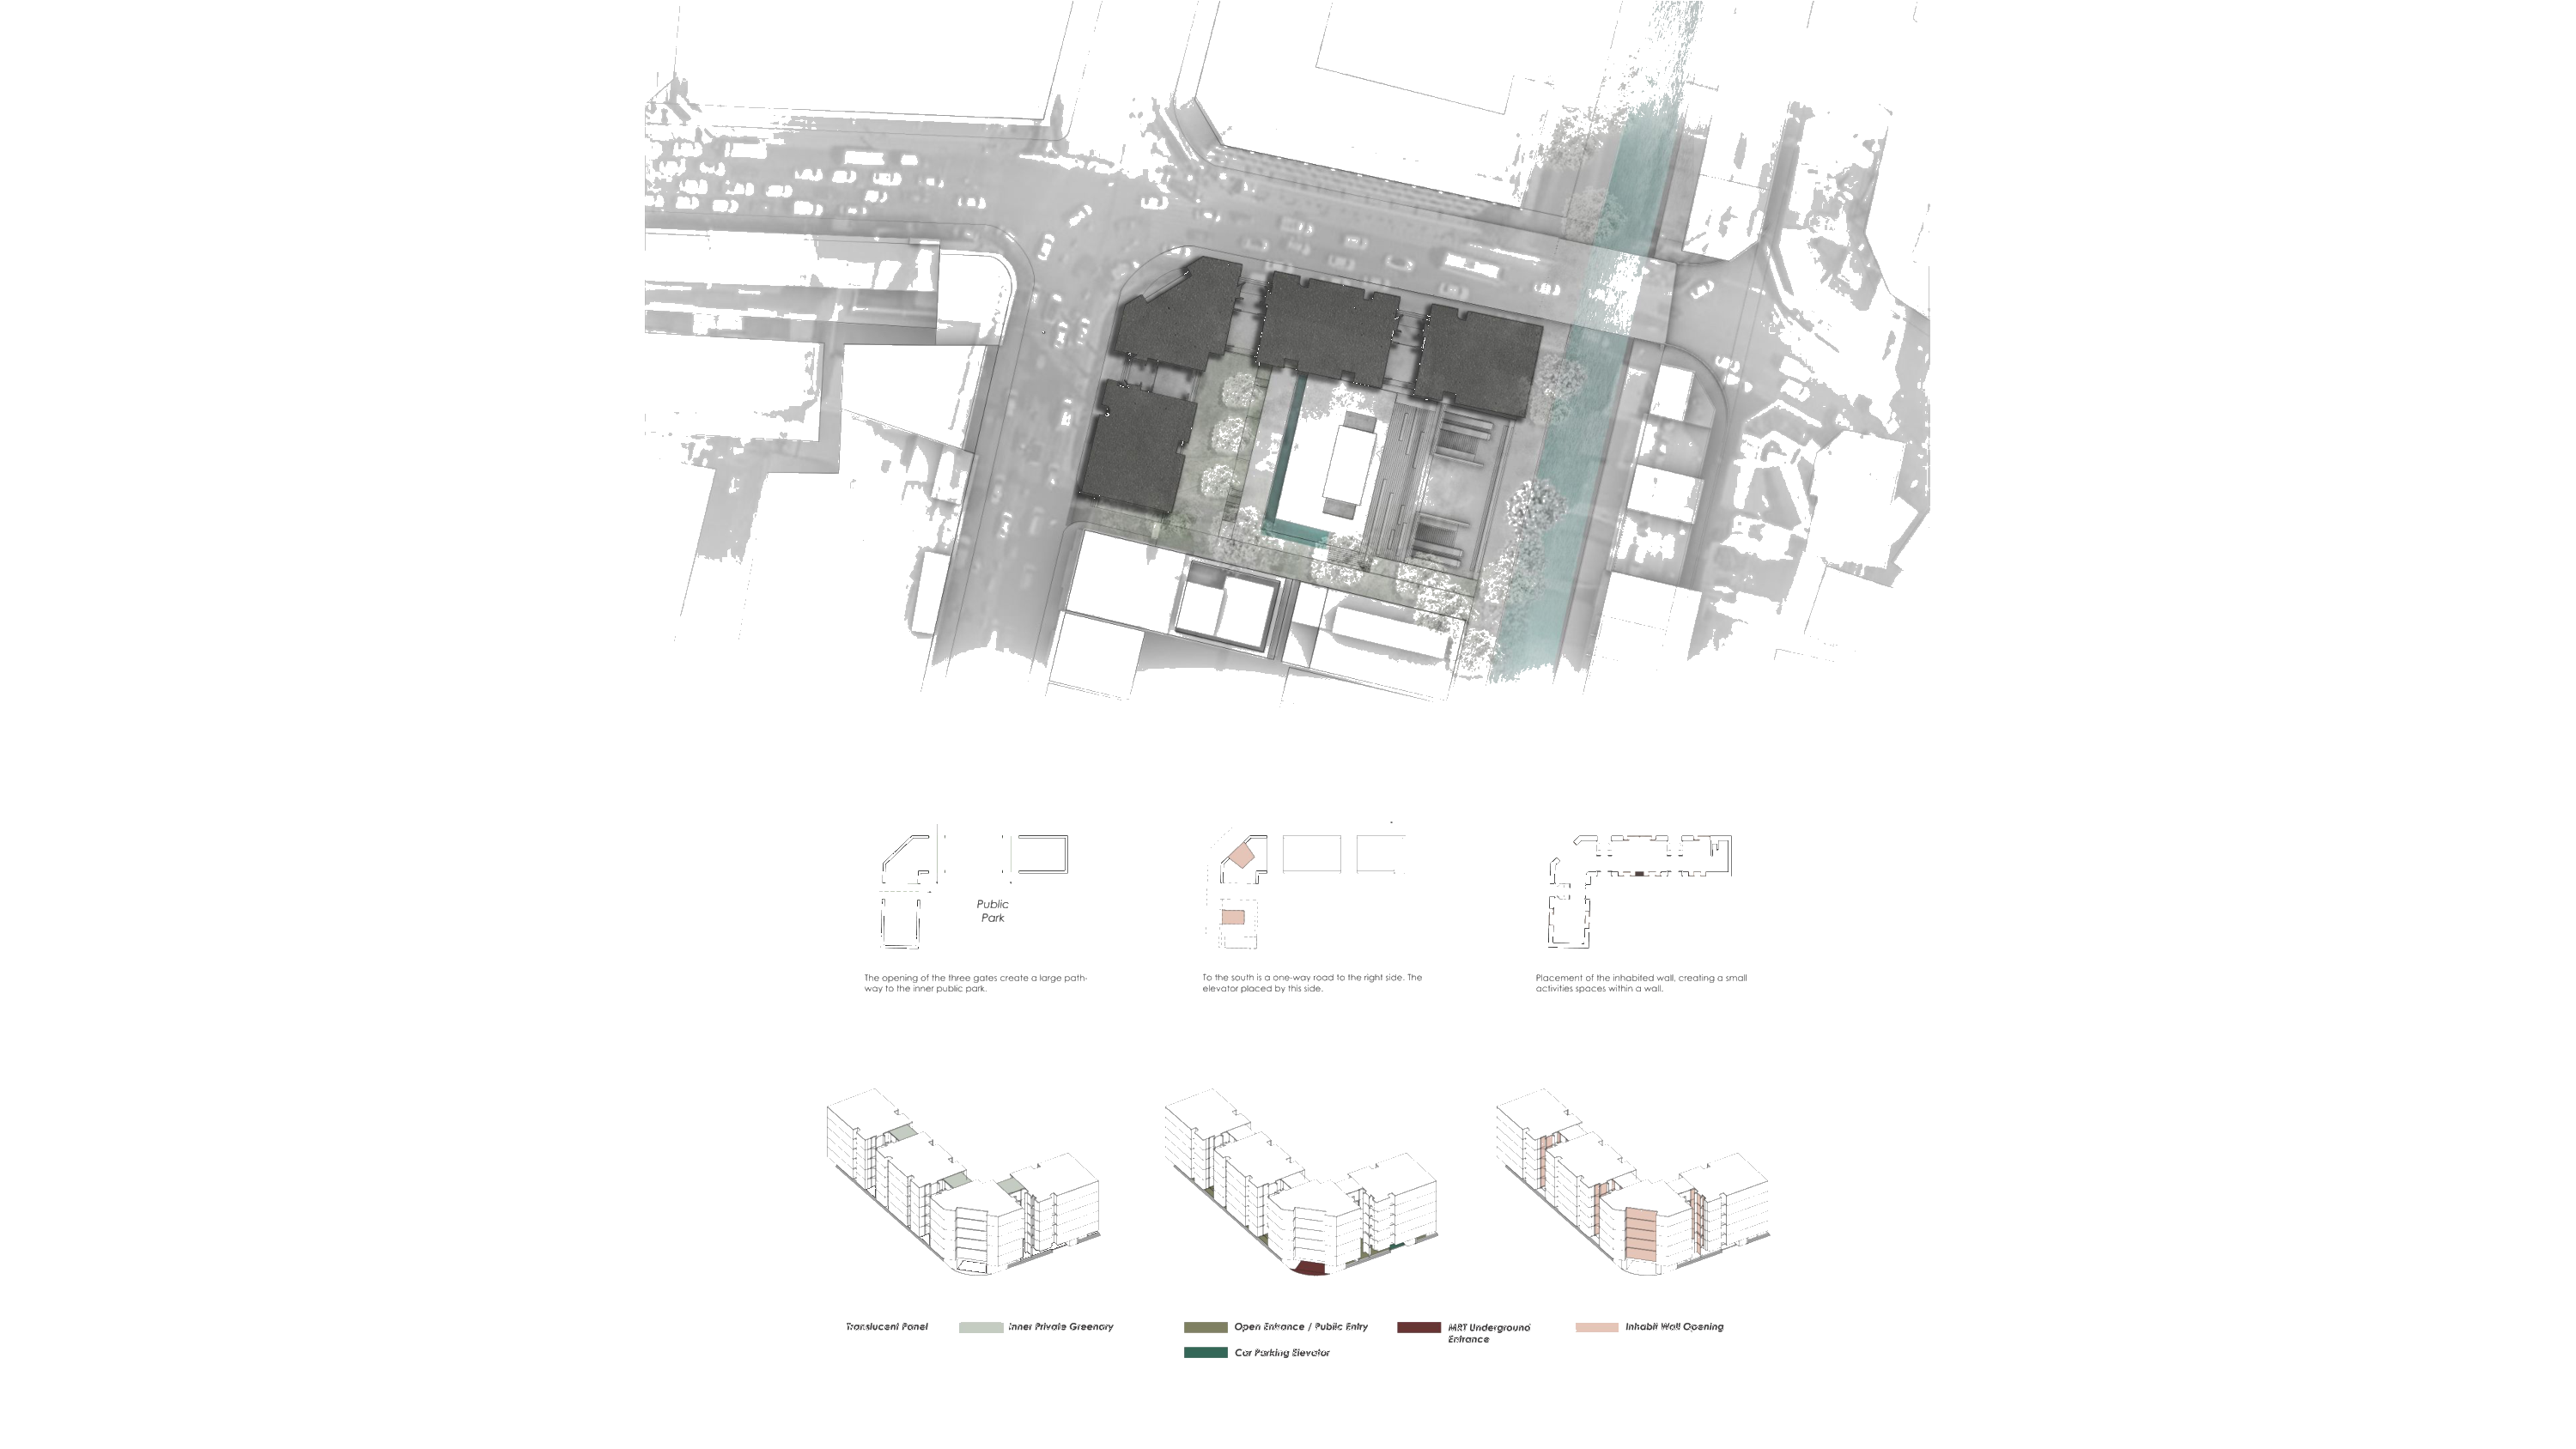 Public
Park
The opening of the three gates create a large path-
way to the inner public park.
To the south is a one-way road to the right side. The
elevator placed by this side.
Placement of the inhabited wall, creating a small
activities spaces within a wall.
Translucent Panel
Inner Private Greenary
Open Entrance / Public Entry
MRT Underground
Entrance
Inhabit Wall Opening
Car Parking Elevator